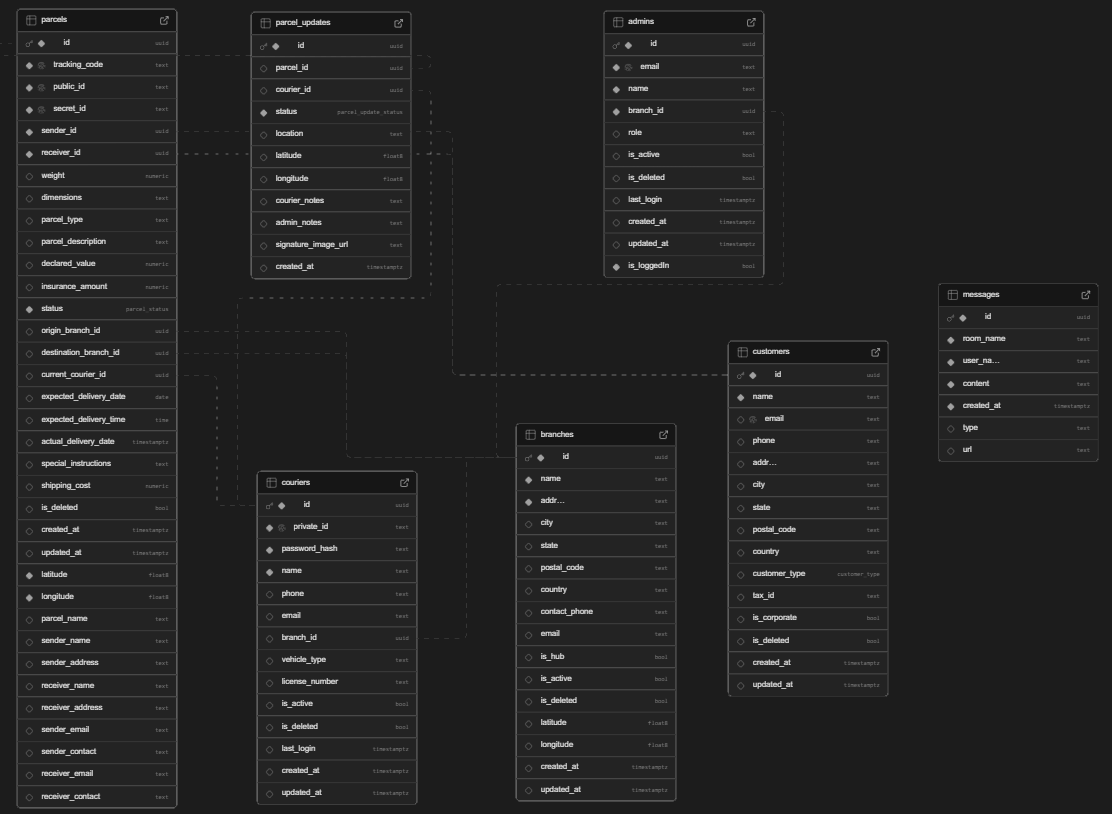 parcels
id uuid
tracking_code text
public_id text
secret_id text
sender_id uuid
receiver_id uuid
weight numeric
dimensions text
parcel_type text
parcel_description text
declared_value numeric
insurance_amount numeric
status parcel_status
origin_branch_id uuid
destination_branch_id uuid
current_courier_id uuid
expected_delivery_date date
expected_delivery_time time
actual_delivery_date timestamptz
special_instructions text
shipping_cost numeric
is_deleted bool
created_at timestamptz
updated_at timestamptz
latitude float8
longitude float8
parcel_name text
sender_name text
sender_address text
receiver_name text
receiver_address text
sender_email text
sender_contact text
receiver_email text
receiver_contact text
parcel_updates
id uuid
parcel_id uuid
courier_id uuid
status parcel_update_status
location text
latitude float8
longitude float8
courier_notes text
admin_notes text
signature_image_url text
created_at timestamptz
couriers
id uuid
private_id text
password_hash text
name text
phone text
email text
branch_id uuid
vehicle_type text
license_number text
is_active bool
is_deleted bool
last_login timestamptz
created_at timestamptz
updated_at timestamptz
admins
id uuid
email text
name text
branch_id uuid
role text
is_active bool
is_deleted bool
last_login timestamptz
created_at timestamptz
updated_at timestamptz
is_loggedIn bool
branches
id uuid
name text
addr... text
city text
state text
postal_code text
country text
contact_phone text
email text
is_hub bool
is_active bool
is_deleted bool
latitude float8
longitude float8
created_at timestamptz
updated_at timestamptz
customers
id uuid
name text
email text
phone text
addr... text
city text
state text
postal_code text
country text
customer_type customer_type
tax_id text
is_corporate bool
is_deleted bool
created_at timestamptz
updated_at timestamptz
messages
id uuid
room_name text
user_na... text
content text
created_at timestamptz
type text
url text